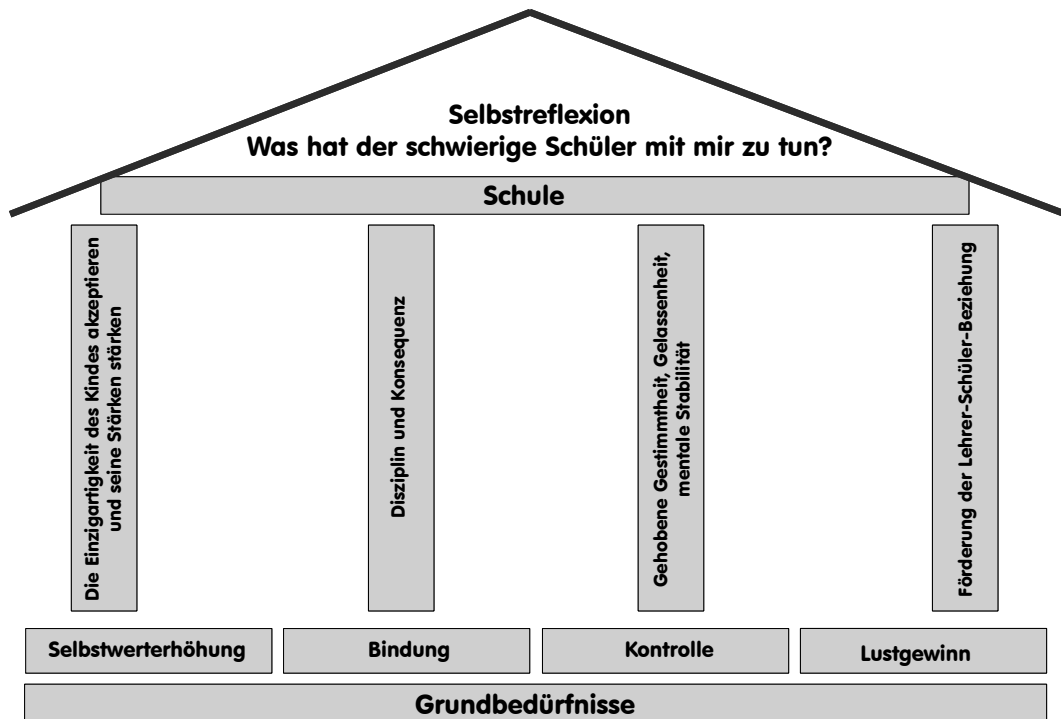 Selbstreflexion
Was hat der schwierige Schüler mit mir zu tun?
Schule
Die Einzigartigkeit des Kindes akzeptieren
und seine Stärken stärken
Disziplin und Konsequenz
Gehobene Gestimmtheit, Gelassenheit,
mentale Stabilität
Förderung der Lehrer-Schüler-Beziehung
Selbstwerterhöhung
Bindung
Kontrolle
Lustgewinn
Grundbedürfnisse